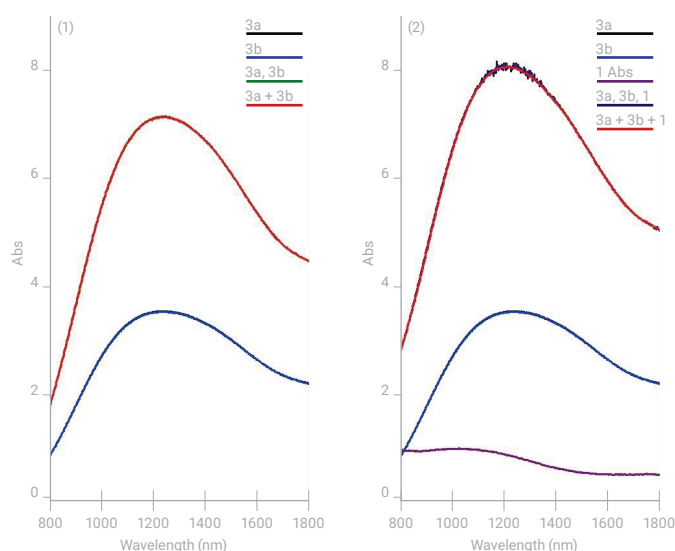 (1)
3a
3b
3a, 3b
3a + 3b
8
6
4
2
0
Abs
800 1000 1200 1400 1600 1800
Wavelength (nm)
(2)
3a
3b
1 Abs
3a, 3b, 1
3a + 3b + 1
8
6
4
2
0
Abs
800 1000 1200 1400 1600 1800
Wavelength (nm)